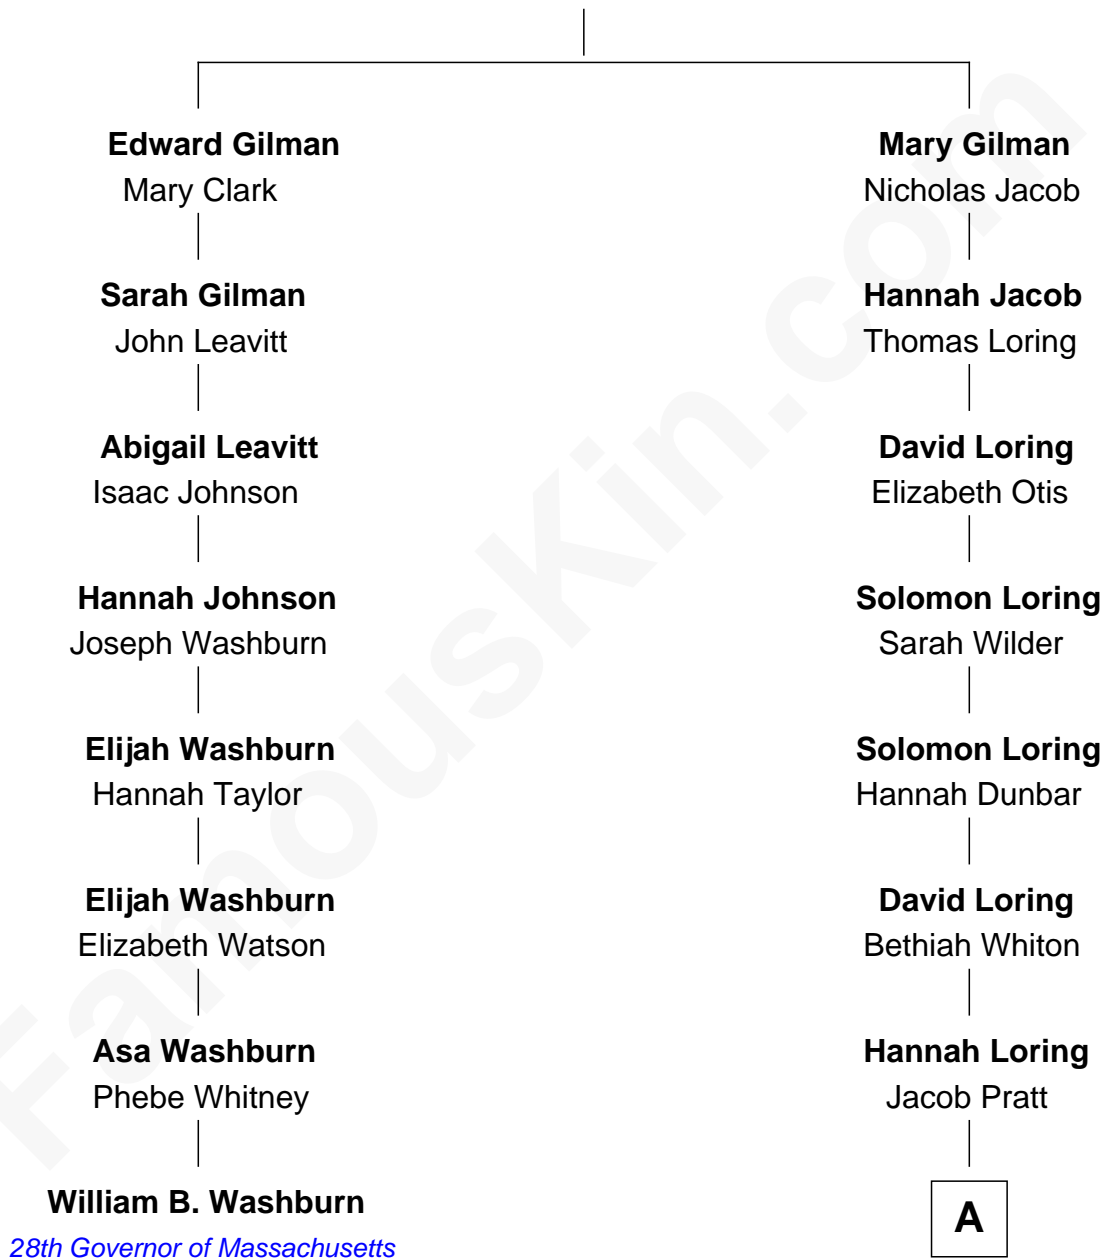 Edward Gilman
Mary Clark
Sarah Gilman
John Leavitt
Abigail Leavitt
Isaac Johnson
Hannah Johnson
Joseph Washburn
Elijah Washburn
Hannah Taylor
Elijah Washburn
Elizabeth Watson
Asa Washburn
Phebe Whitney
William B. Washburn
28th Governor of Massachusetts
Mary Gilman
Nicholas Jacob
Hannah Jacob
Thomas Loring
David Loring
Elizabeth Otis
Solomon Loring
Sarah Wilder
Solomon Loring
Hannah Dunbar
David Loring
Bethiah Whiton
Hannah Loring
Jacob Pratt
A
FamousKin.com